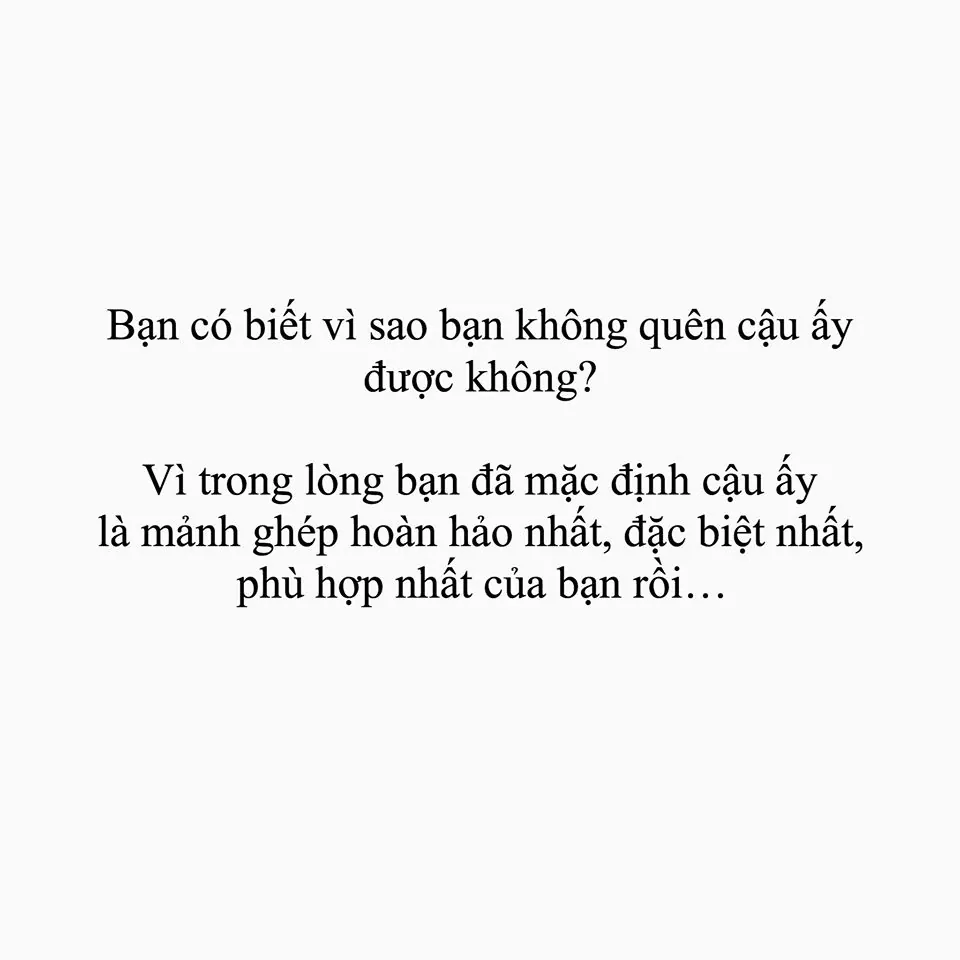 Bạn có biết vì sao bạn không quên cậu ấy
được không?
Vì trong lòng bạn đã mặc định cậu ấy
là mảnh ghép hoàn hảo nhất, đặc biệt nhất,
phù hợp nhất của bạn rồi…